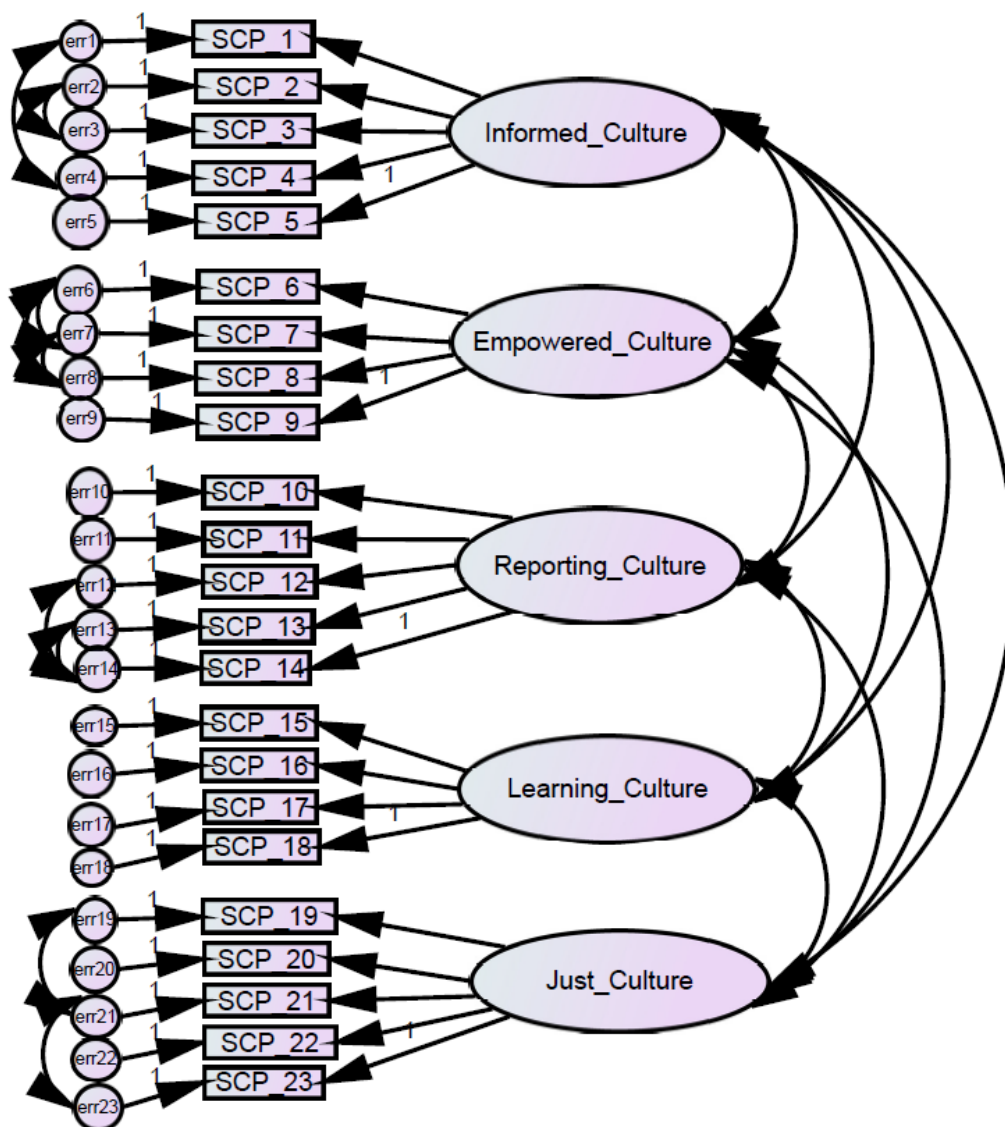 err1 1 SCP_1
err2 1 SCP_2
Informed_Culture
err3 1 SCP_3
err4 1 SCP_4 1
err5 1 SCP_5
err6 1 SCP_6
err7 1 SCP_7
Empowered_Culture
err8 1 SCP_8 1
err9 1 SCP_9
err10 1 SCP_10
err11 1 SCP_11
Reporting_Culture
err12 1 SCP_12
err13 1 SCP_13 1
err14 1 SCP_14
err15 1 SCP_15
err16 1 SCP_16
Learning_Culture
err17 1 SCP_17 1
err18 1 SCP_18
err19 1 SCP_19
err20 1 SCP_20
Just_Culture
err21 1 SCP_21
err22 1 SCP_22 1
err23 1 SCP_23